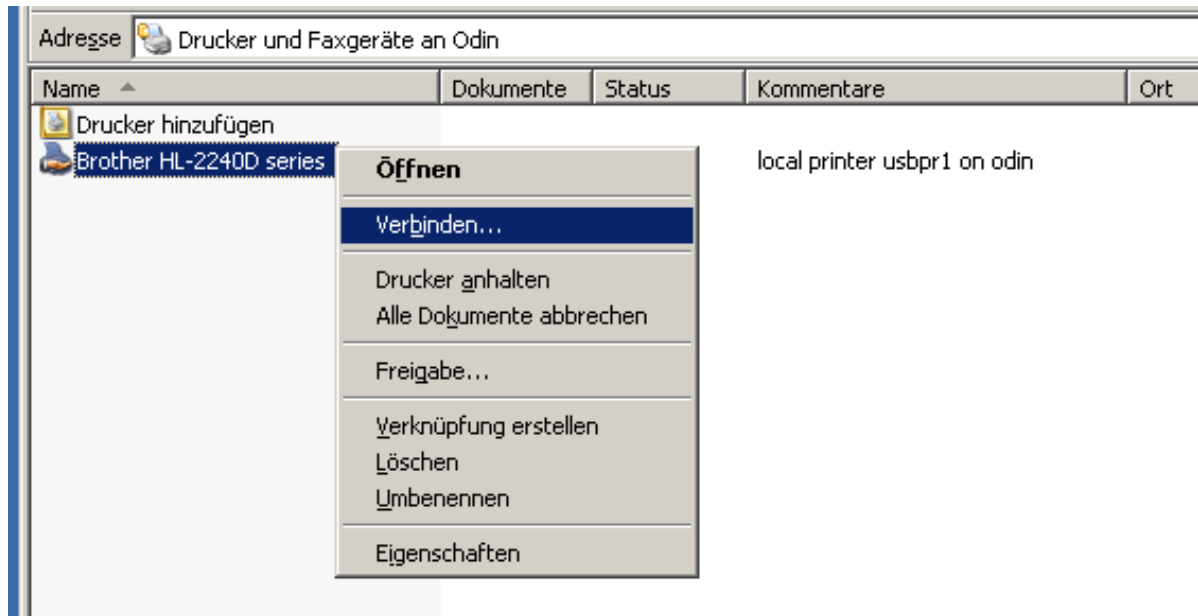 Adresse Drucker und Faxgeräte an Odin
Name Dokumente Status Kommentare Ort
Drucker hinzufügen
Brother HL-2240D series local printer usbpr1 on odin
Öffnen
Verbinden...
Drucker anhalten
Alle Dokumente abbrechen
Freigabe...
Verknüpfung erstellen
Löschen
Umbenennen
Eigenschaften